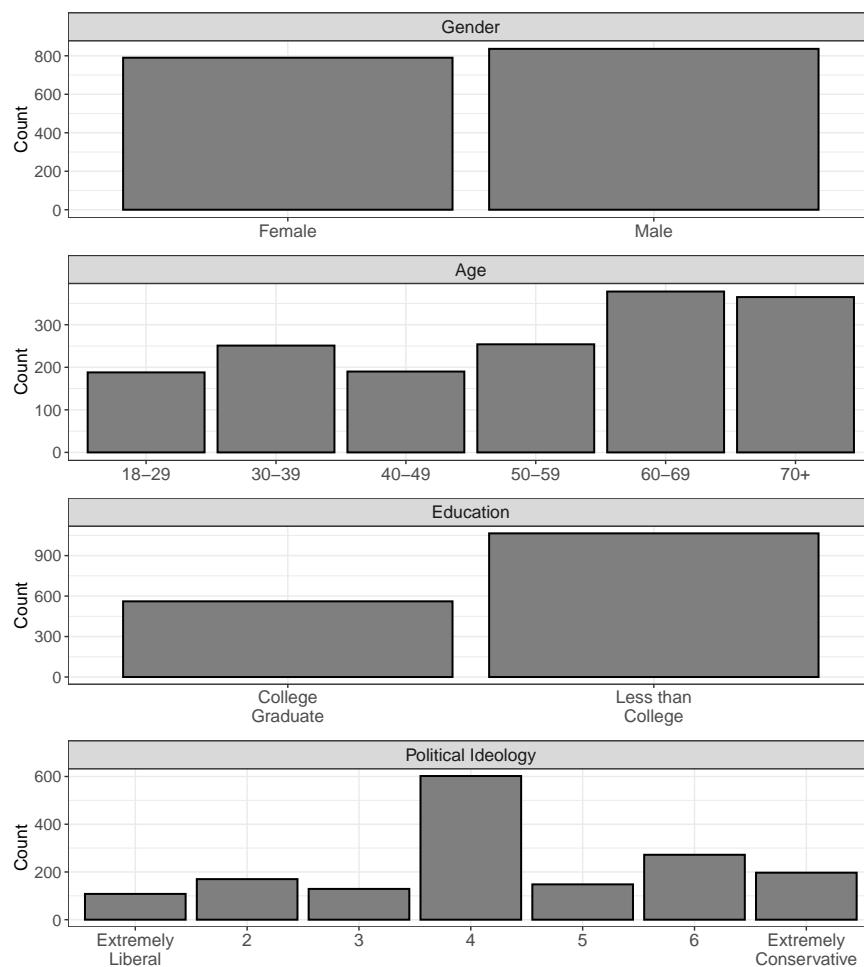 Gender
800
600
400
200
0
Count
Female Male
Age
300
200
100
0
Count
18–29 30–39 40–49 50–59 60–69 70+
Education
900
600
300
0
Count
College Less than
Graduate College
Political Ideology
600
400
200
0
Count
Extremely 2 3 4 5 6 Extremely
Liberal Conservative